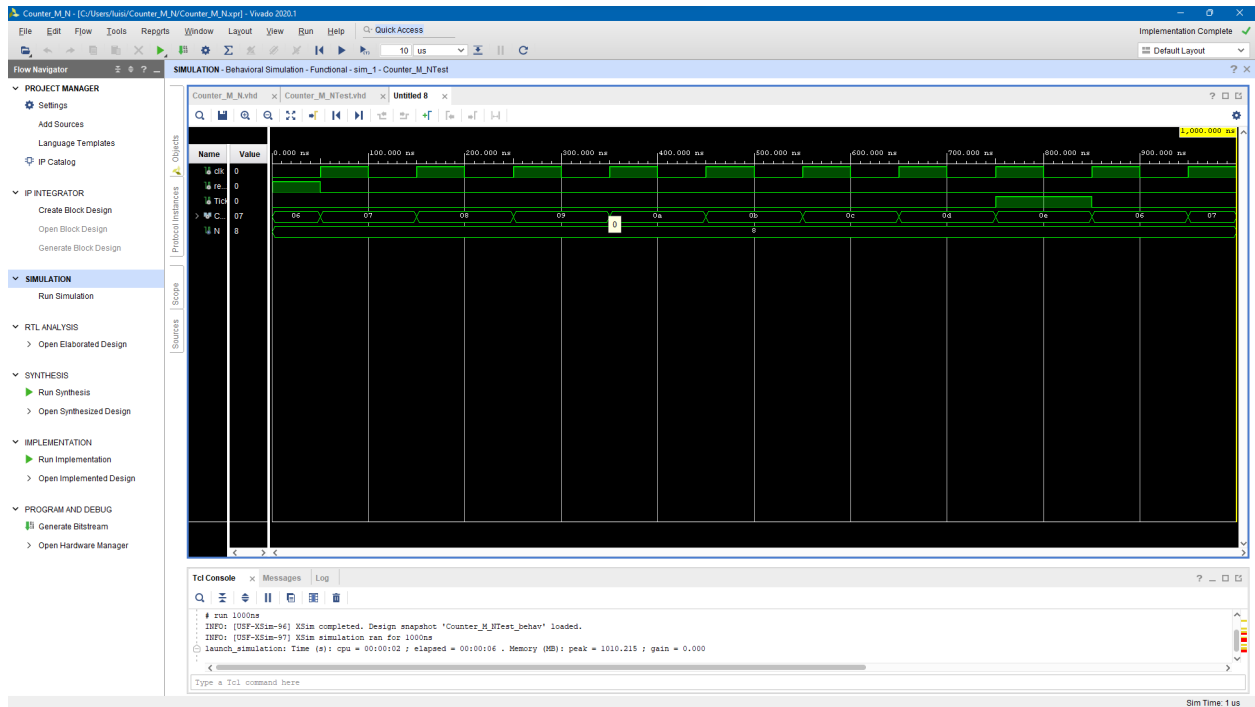 Counter_M_N - [C:/Users/luisi/Counter_M_N/Counter_M_N.xpr] - Vivado 2020.1
File Edit Flow Tools Reports Window Layout View Run Help Quick Access Implementation Complete
10 us Default Layout
Flow Navigator SIMULATION - Behavioral Simulation - Functional - sim_1 - Counter_M_NTest
PROJECT MANAGER
Settings
Add Sources
Language Templates
IP Catalog
IP INTEGRATOR
Create Block Design
Open Block Design
Generate Block Design
SIMULATION
Run Simulation
RTL ANALYSIS
Open Elaborated Design
SYNTHESIS
Run Synthesis
Open Synthesized Design
IMPLEMENTATION
Run Implementation
Open Implemented Design
PROGRAM AND DEBUG
Generate Bitstream
Open Hardware Manager
Objects
Protocol Instances
Scope
Sources
Counter_M_N.vhd Counter_M_NTest.vhd Untitled 8
1,000.000 ns
Name Value 0.000 ns 100.000 ns 200.000 ns 300.000 ns 400.000 ns 500.000 ns 600.000 ns 700.000 ns 800.000 ns 900.000 ns
clk 0
re... 0
Tick 0
C... 07 06 07 08 09 0a 0b 0c 0d 0e 06 07
0
N 8 8
Tcl Console Messages Log
# run 1000ns
INFO: [USF-XSim-96] XSim completed. Design snapshot 'Counter_M_NTest_behav' loaded.
INFO: [USF-XSim-97] XSim simulation ran for 1000ns
launch_simulation: Time (s): cpu = 00:00:02 ; elapsed = 00:00:06 . Memory (MB): peak = 1010.215 ; gain = 0.000
Type a Tcl command here
Sim Time: 1 us